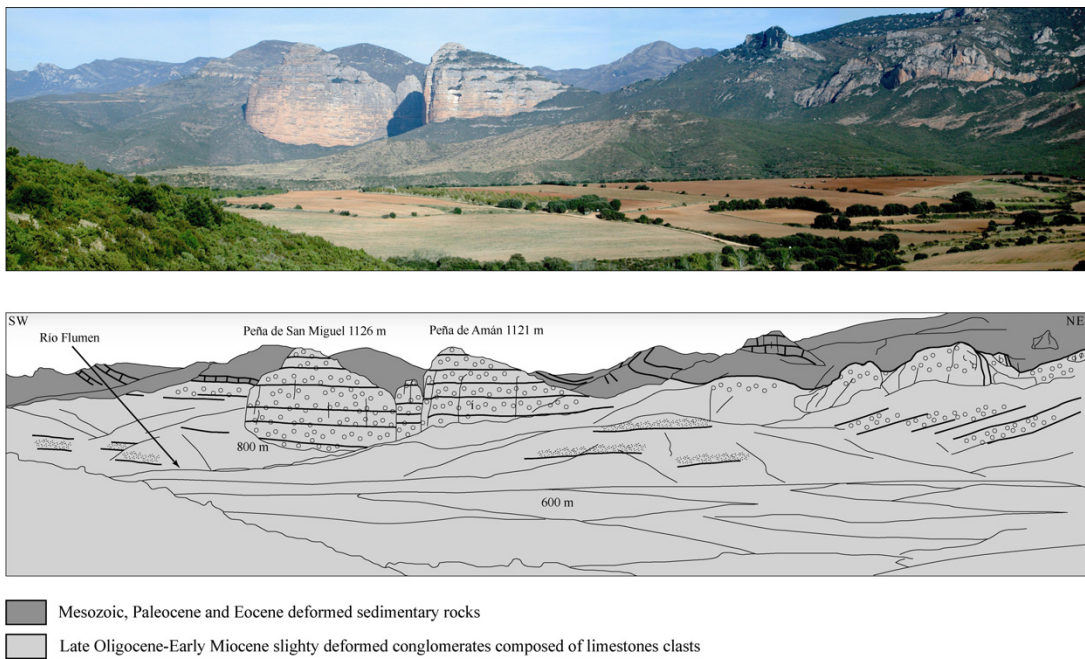 SW
NE
Peña de San Miguel 1126 m
Peña de Amán 1121 m
Río Flumen
800 m
600 m
Mesozoic, Paleocene and Eocene deformed sedimentary rocks
Late Oligocene-Early Miocene slighty deformed conglomerates composed of limestones clasts